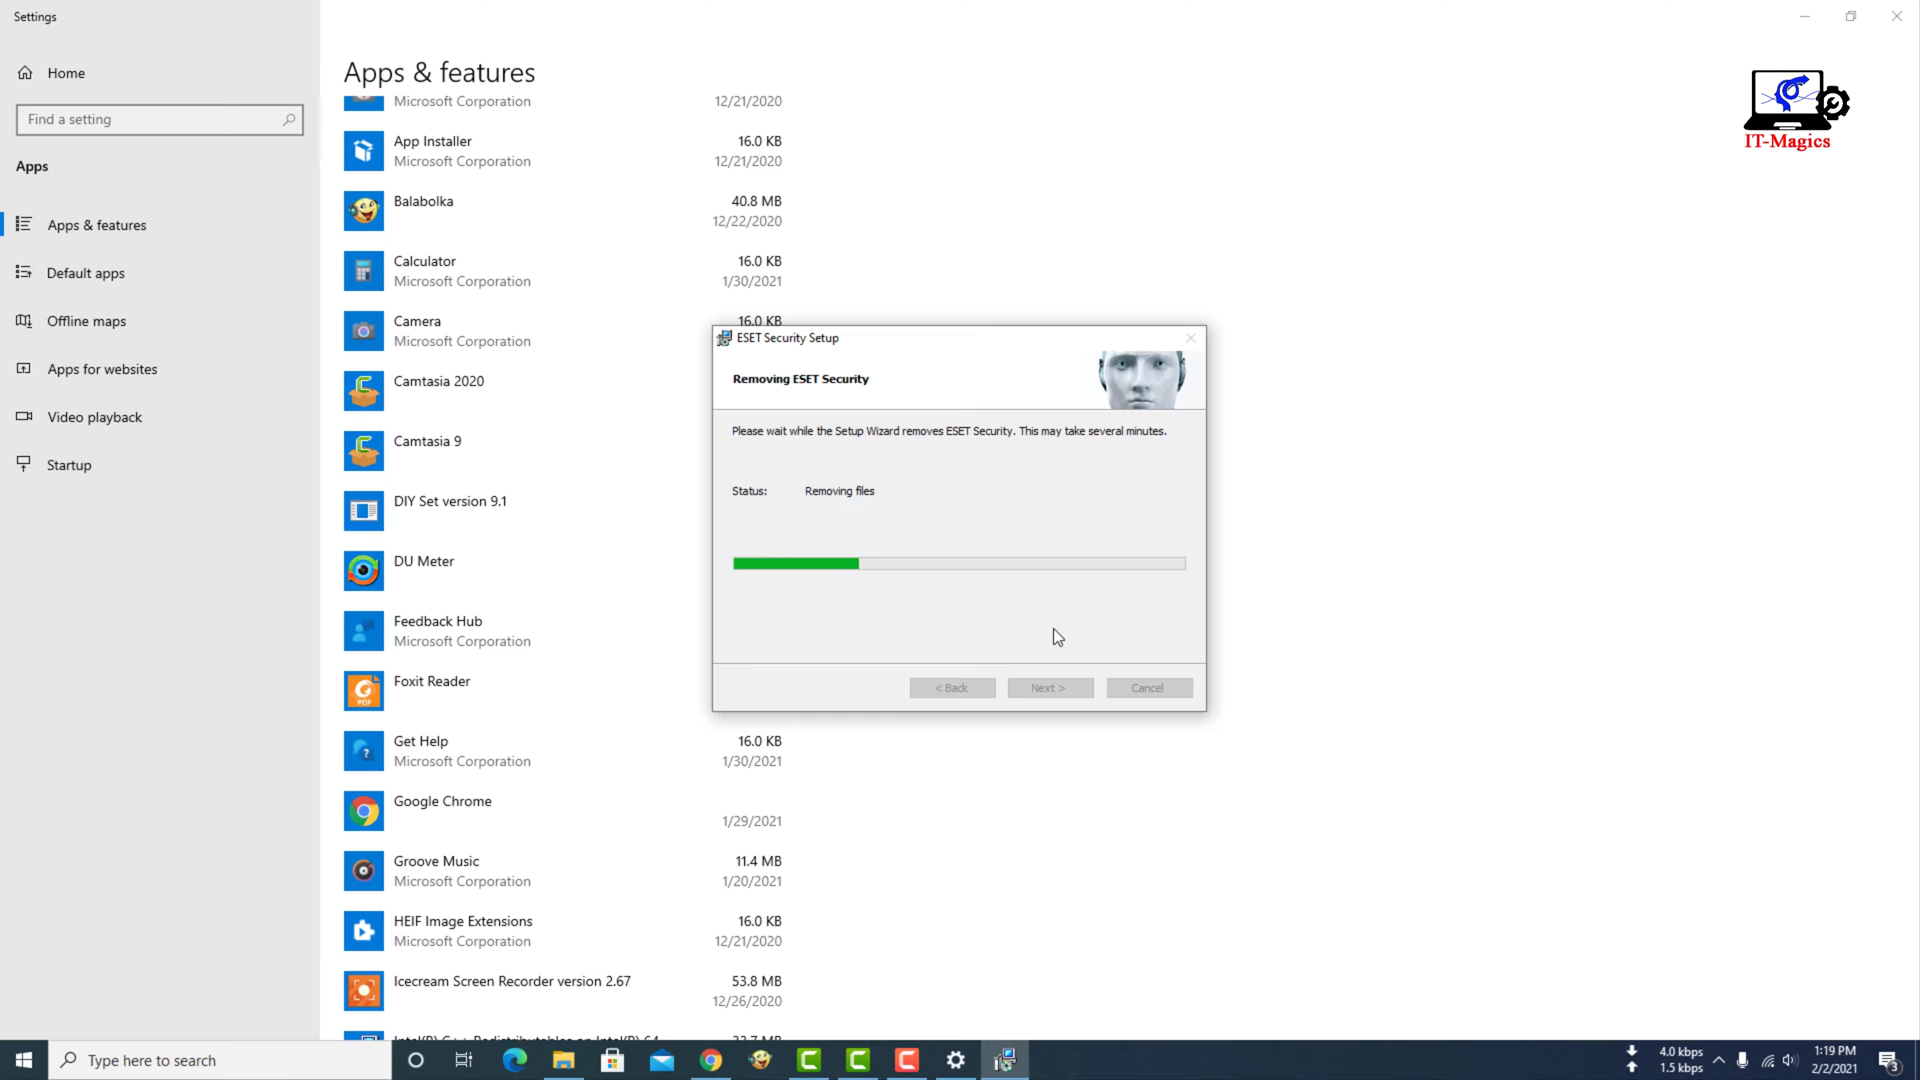 Settings
Home
Find a setting
Apps
Apps & features
Default apps
Offline maps
Apps for websites
Video playback
Startup
Apps & features
Microsoft Corporation 12/21/2020
App Installer 16.0 KB
Microsoft Corporation 12/21/2020
Balabolka 40.8 MB
12/22/2020
Calculator 16.0 KB
Microsoft Corporation 1/30/2021
Camera 16.0 KB
Microsoft Corporation
Camtasia 2020
Camtasia 9
DIY Set version 9.1
DU Meter
Feedback Hub
Microsoft Corporation
Foxit Reader
Get Help 16.0 KB
Microsoft Corporation 1/30/2021
Google Chrome
1/29/2021
Groove Music 11.4 MB
Microsoft Corporation 1/20/2021
HEIF Image Extensions 16.0 KB
Microsoft Corporation 12/21/2020
Icecream Screen Recorder version 2.67 53.8 MB
12/26/2020
IT-Magics
ESET Security Setup
Removing ESET Security
Please wait while the Setup Wizard removes ESET Security. This may take several minutes.
Status: Removing files
< Back Next > Cancel
Type here to search
4.0 kbps
1.5 kbps
1:19 PM
2/2/2021
3
PDF